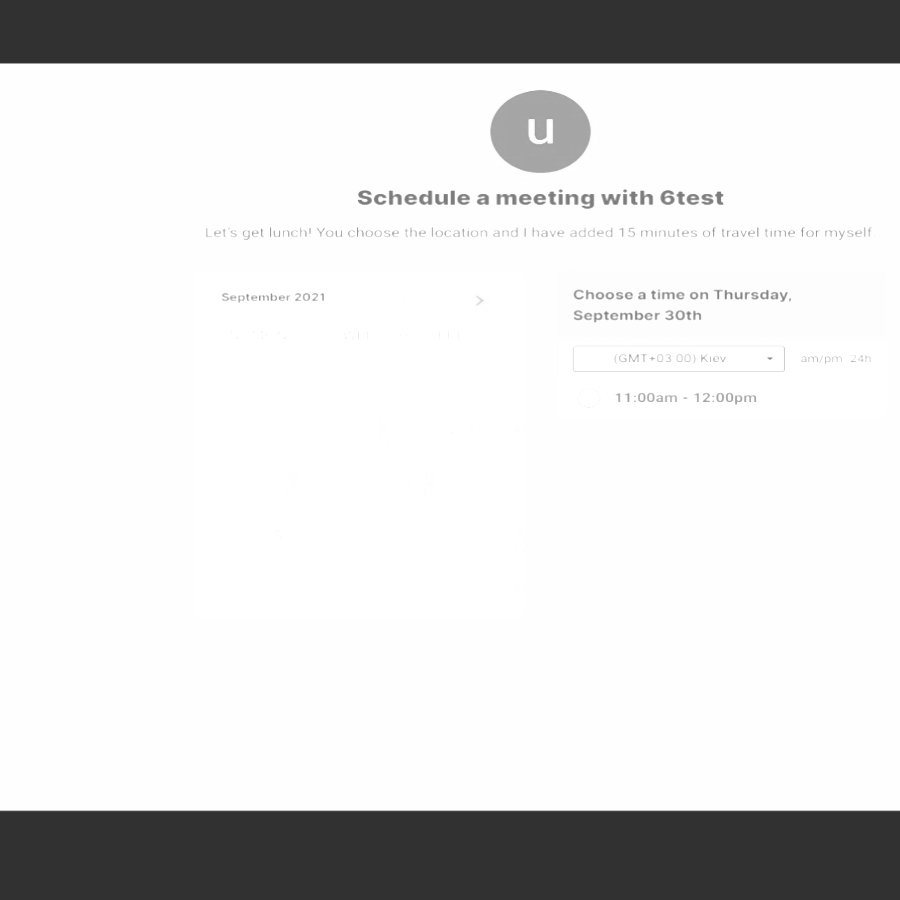 u
Schedule a meeting with 6test
Let's get lunch! You choose the location and I have added 15 minutes of travel time for myself
September 2021
Choose a time on Thursday,
September 30th
(GMT+03:00) Kiev
am/pm 24h
11:00am - 12:00pm